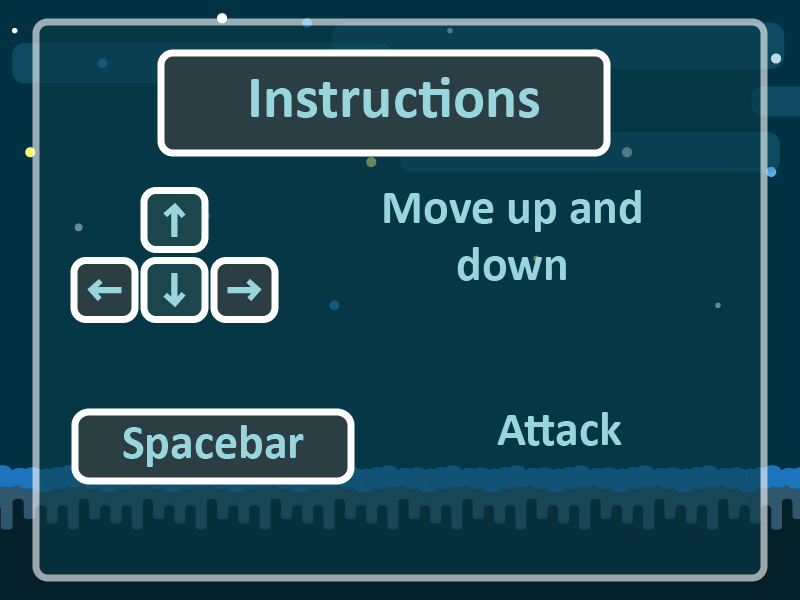 Instructions
↑
← ↓ →
Move up and
down
Spacebar
Attack